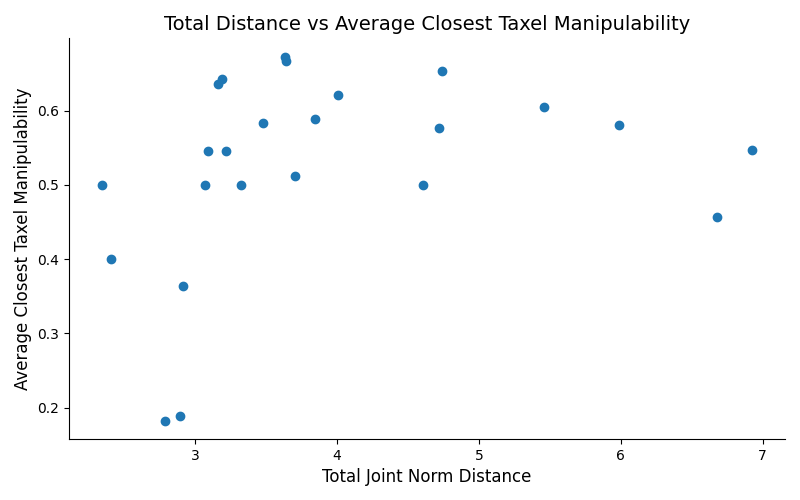 Total Distance vs Average Closest Taxel Manipulability
Average Closest Taxel Manipulability
0.6
0.5
0.4
0.3
0.2
3 4 5 6 7
Total Joint Norm Distance